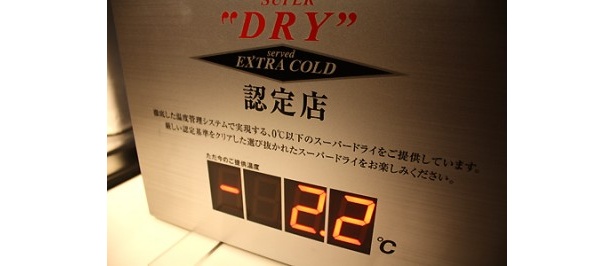 SUPER
"DRY"
served
EXTRA COLD
認定店
徹底した温度管理システムで実現する、0℃以下のスーパードライをご提供しています。
厳しい認定基準をクリアした選び抜かれたスーパードライをお楽しみください。
ただ今のご提供温度
-2.2℃